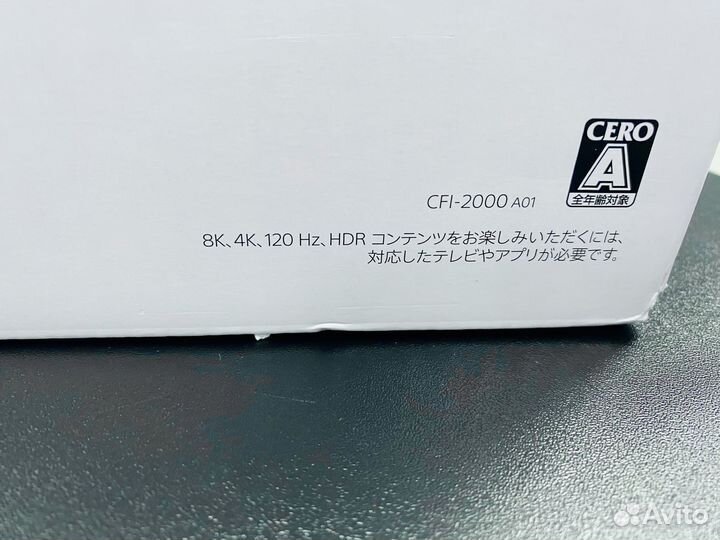 CERO
A
全年齢対象
CFI-2000 A01
8K、4K、120 Hz、HDR コンテンツをお楽しみいただくには、
対応したテレビやアプリが必要です。
Avito